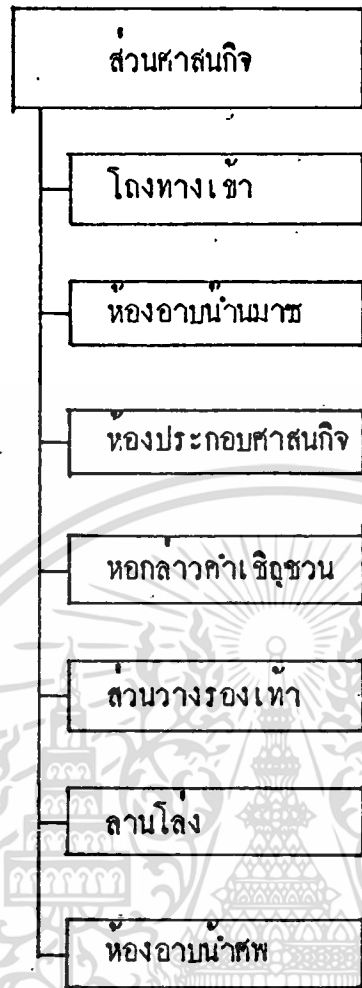 ส่วนศาสนกิจ
โถงทางเข้า
ห้องอาบน้ำนมาซ
ห้องประกอบศาสนกิจ
หอกล่าวคำเชิญชวน
ส่วนวางรองเท้า
ลานโล่ง
ห้องอาบน้ำศพ